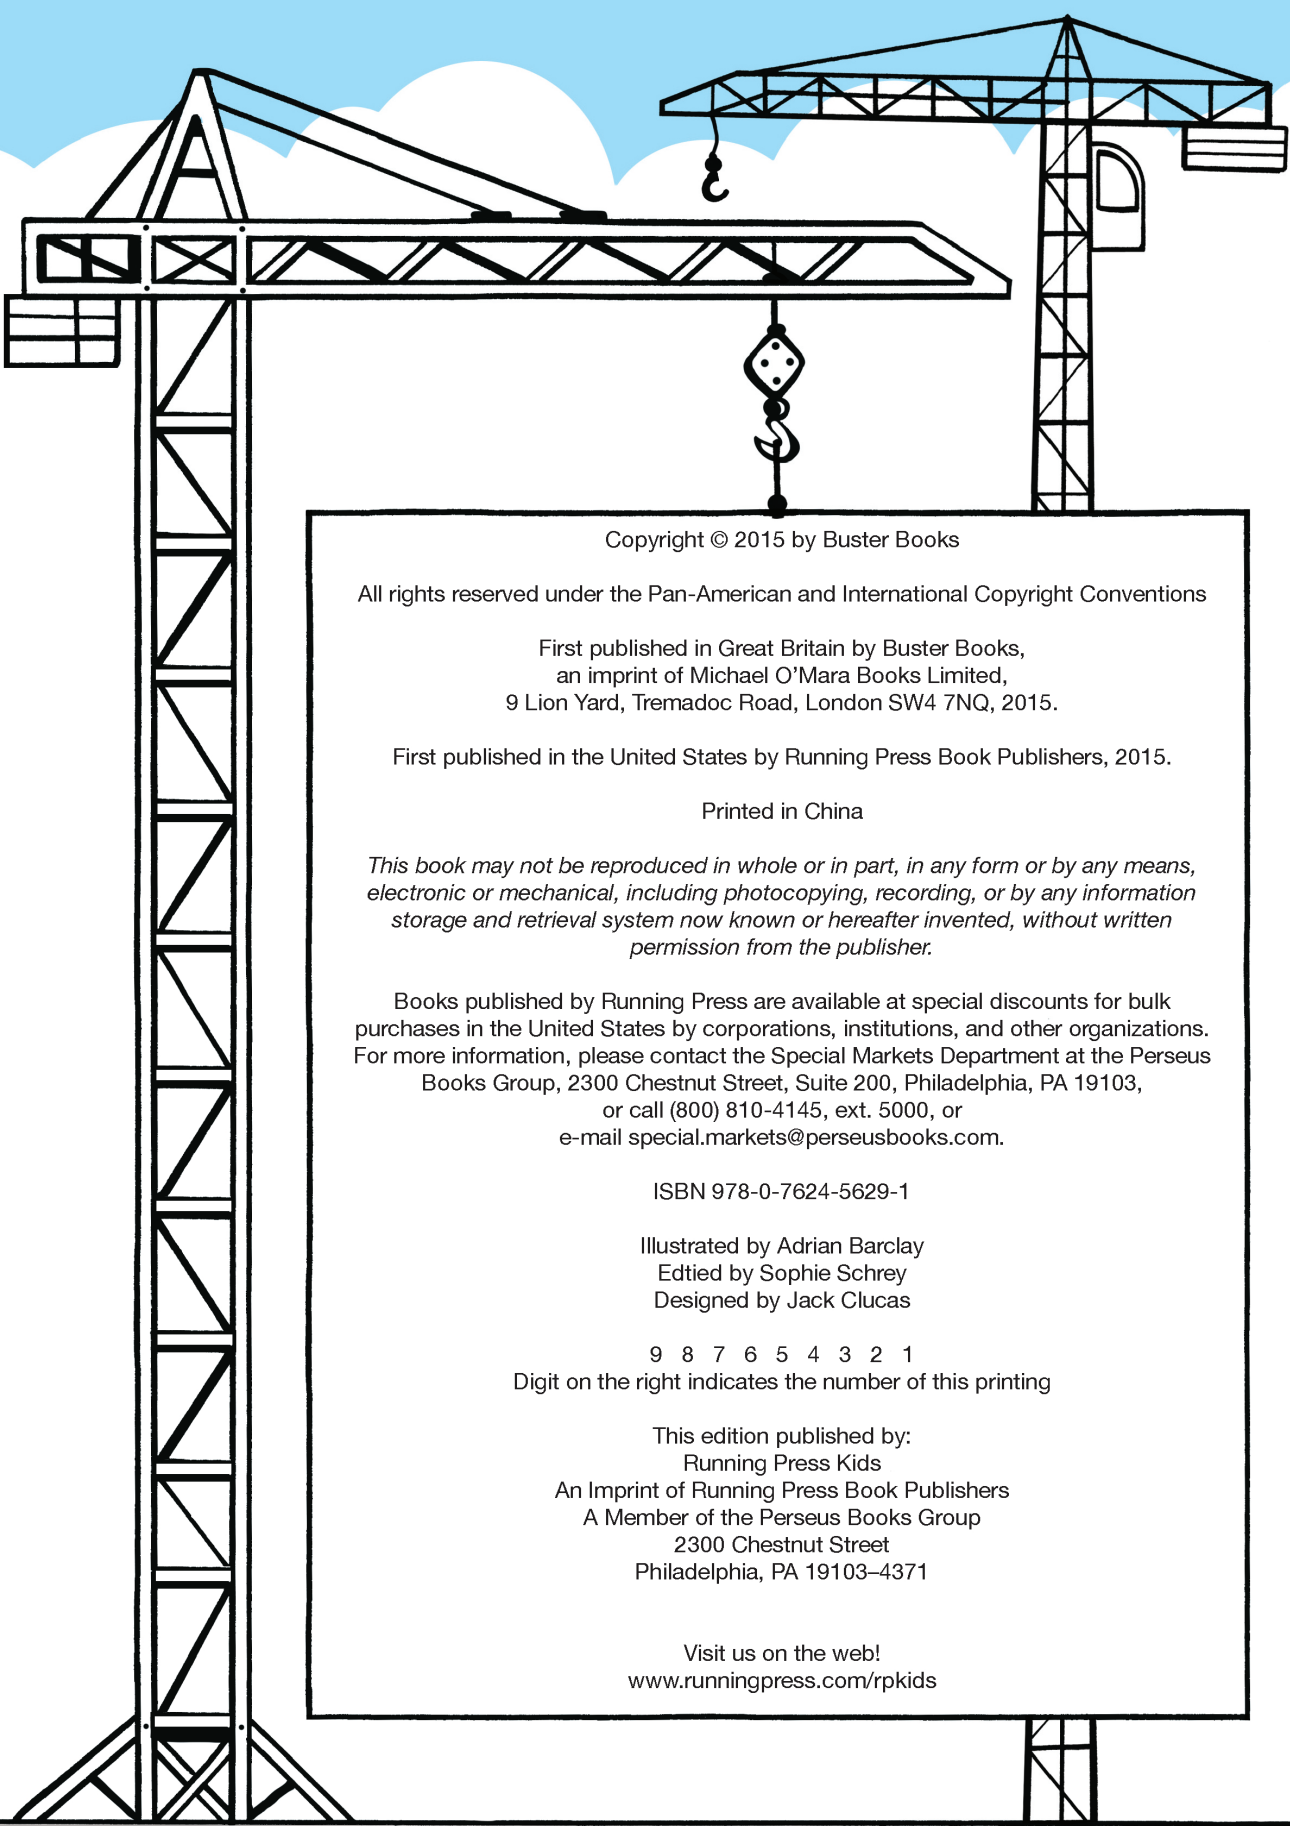 Copyright © 2015 by Buster Books
All rights reserved under the Pan-American and International Copyright Conventions
First published in Great Britain by Buster Books,
an imprint of Michael O’Mara Books Limited,
9 Lion Yard, Tremadoc Road, London SW4 7NQ, 2015.
First published in the United States by Running Press Book Publishers, 2015.
Printed in China
This book may not be reproduced in whole or in part, in any form or by any means,
electronic or mechanical, including photocopying, recording, or by any information
storage and retrieval system now known or hereafter invented, without written
permission from the publisher.
Books published by Running Press are available at special discounts for bulk
purchases in the United States by corporations, institutions, and other organizations.
For more information, please contact the Special Markets Department at the Perseus
Books Group, 2300 Chestnut Street, Suite 200, Philadelphia, PA 19103,
or call (800) 810-4145, ext. 5000, or
e-mail special.markets@perseusbooks.com.
ISBN 978-0-7624-5629-1
Illustrated by Adrian Barclay
Edtied by Sophie Schrey
Designed by Jack Clucas
9 8 7 6 5 4 3 2 1
Digit on the right indicates the number of this printing
This edition published by:
Running Press Kids
An Imprint of Running Press Book Publishers
A Member of the Perseus Books Group
2300 Chestnut Street
Philadelphia, PA 19103–4371
Visit us on the web!
www.runningpress.com/rpkids